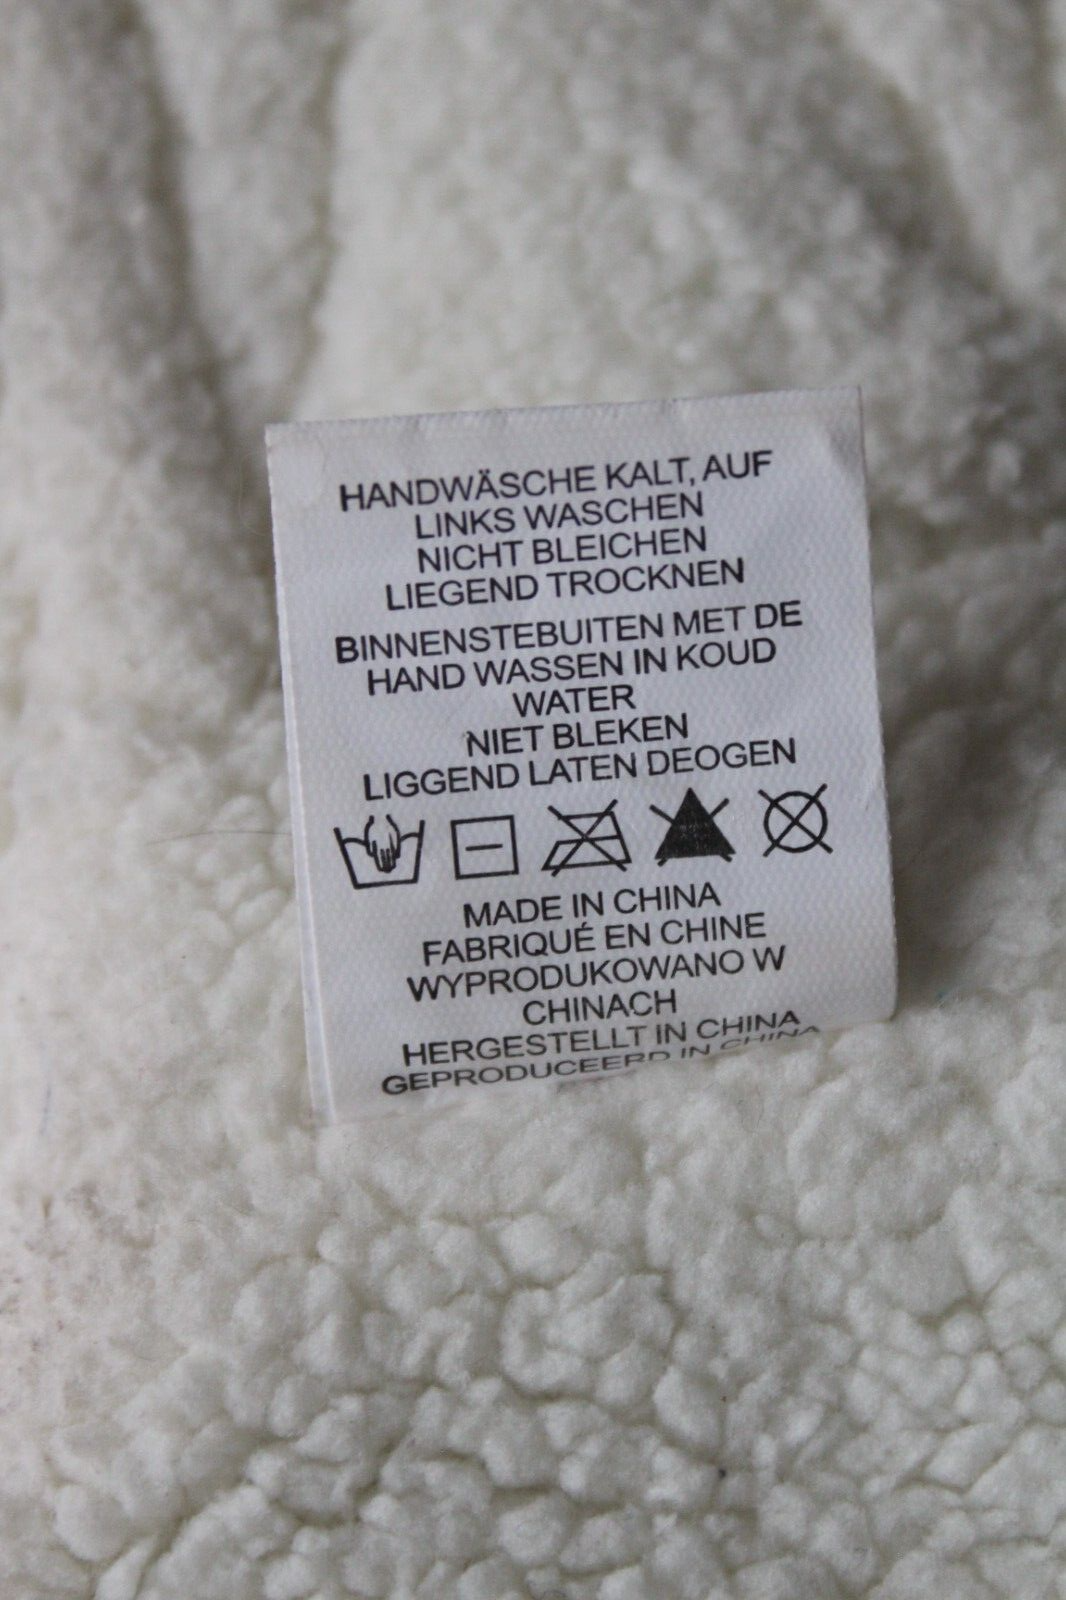 HANDWÄSCHE KALT, AUF
LINKS WASCHEN
NICHT BLEICHEN
LIEGEND TROCKNEN
BINNENSTEBUITEN MET DE
HAND WASSEN IN KOUD
WATER
NIET BLEKEN
LIGGEND LATEN DEOGEN
MADE IN CHINA
FABRIQUÉ EN CHINE
WYPRODUKOWANO W
CHINACH
HERGESTELLT IN CHINA
GEPRODUCEERD IN CHINA